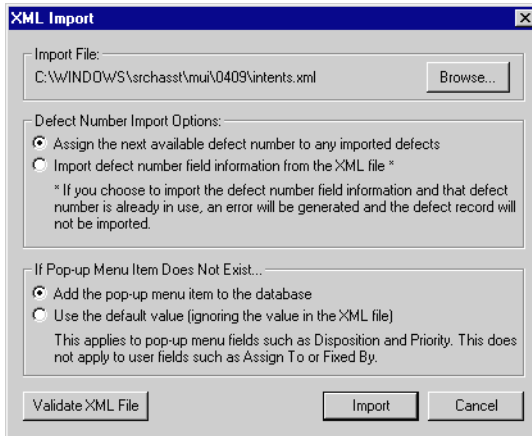 XML Import
Import File:
C:\WINDOWS\srchasst\mui\0409\intents.xml
Browse...
Defect Number Import Options:
Assign the next available defect number to any imported defects
Import defect number field information from the XML file *
* If you choose to import the defect number field information and that defect
number is already in use, an error will be generated and the defect record will
not be imported.
If Pop-up Menu Item Does Not Exist...
Add the pop-up menu item to the database
Use the default value (ignoring the value in the XML file)
This applies to pop-up menu fields such as Disposition and Priority. This does
not apply to user fields such as Assign To or Fixed By.
Validate XML File
Import
Cancel